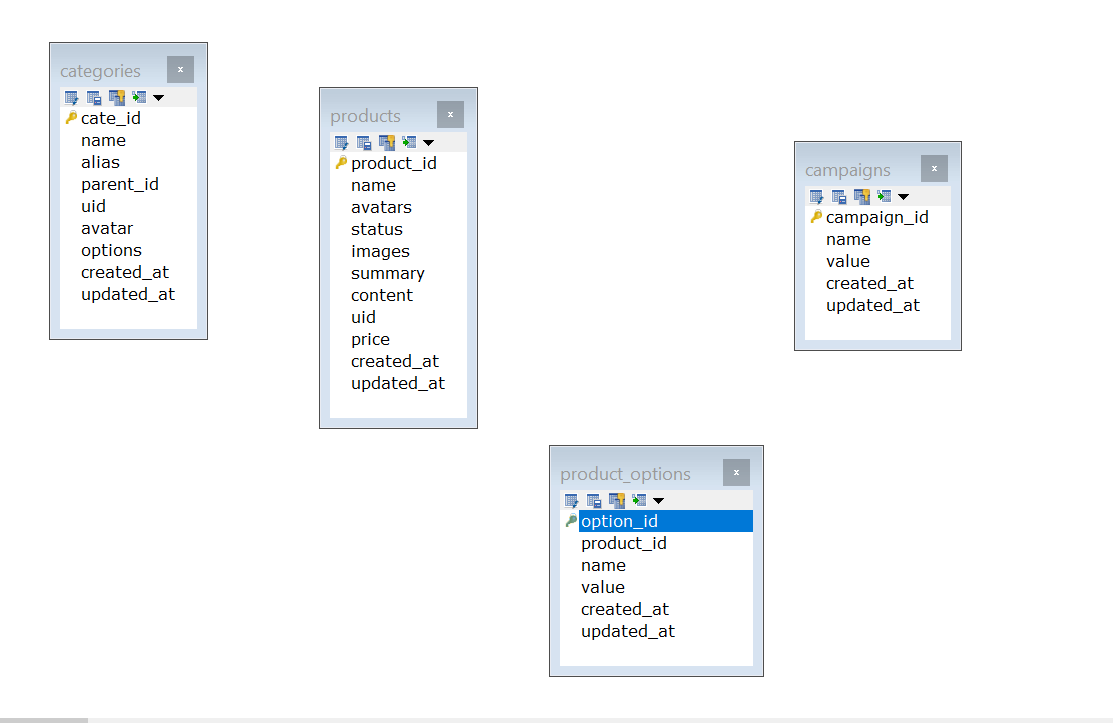 categories
cate_id
name
alias
parent_id
uid
avatar
options
created_at
updated_at
products
product_id
name
avatars
status
images
summary
content
uid
price
created_at
updated_at
campaigns
campaign_id
name
value
created_at
updated_at
product_options
option_id
product_id
name
value
created_at
updated_at